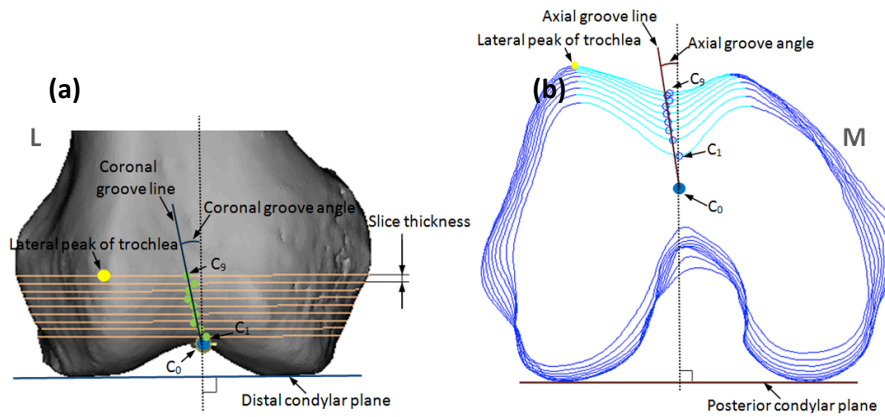 (a)
L
Coronal
groove line
Coronal groove angle
Lateral peak of trochlea
Slice thickness
C9
C1
C0
Distal condylar plane
Axial groove line
Lateral peak of trochlea
Axial groove angle
(b)
C9
M
C1
C0
Posterior condylar plane